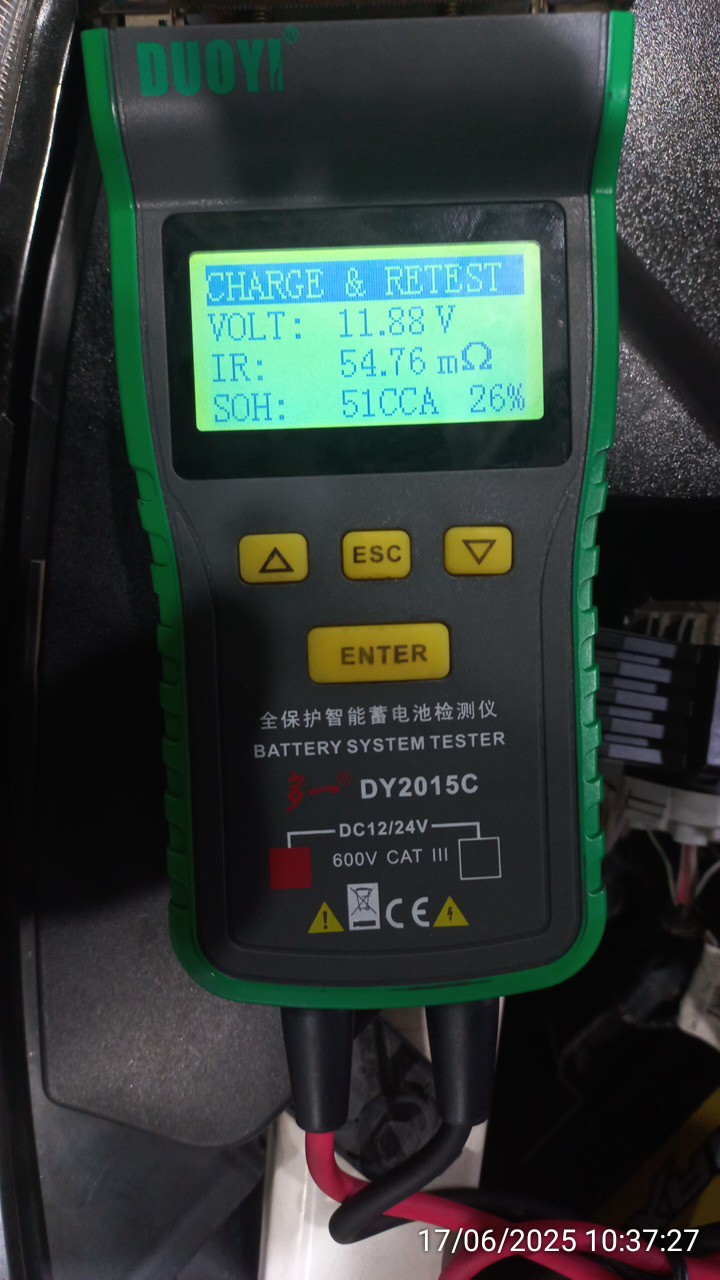 DUOYI®
CHARGE & RETEST
VOLT: 11.88 V
IR: 54.76 mΩ
SOH: 51CCA 26%
ESC
ENTER
全保护智能蓄电池检测仪
BATTERY SYSTEM TESTER
多一® DY2015C
DC12/24V
600V CAT III
CE
17/06/2025 10:37:27